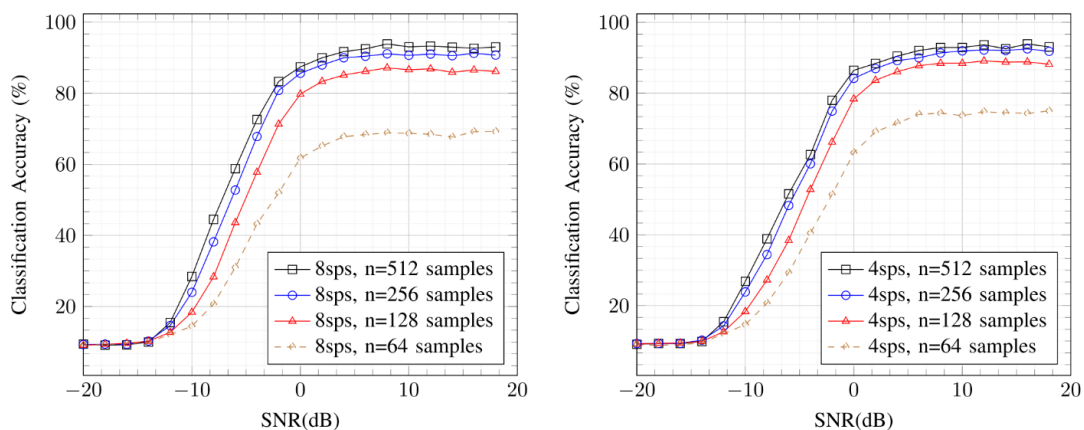 100
80
60
40
20
Classification Accuracy (%)
8sps, n=512 samples
8sps, n=256 samples
8sps, n=128 samples
8sps, n=64 samples
−20
−10
0
10
20
SNR(dB)
100
80
60
40
20
Classification Accuracy (%)
4sps, n=512 samples
4sps, n=256 samples
4sps, n=128 samples
4sps, n=64 samples
−20
−10
0
10
20
SNR(dB)